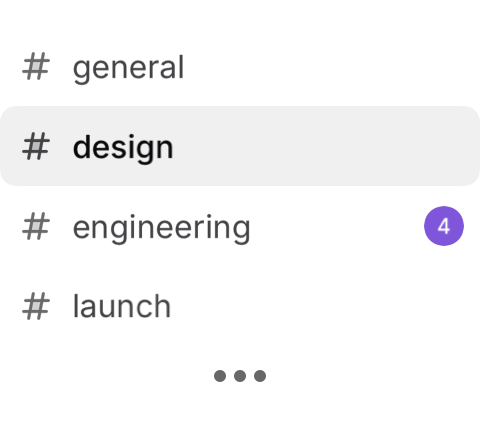 # general
# design
# engineering 4
# launch